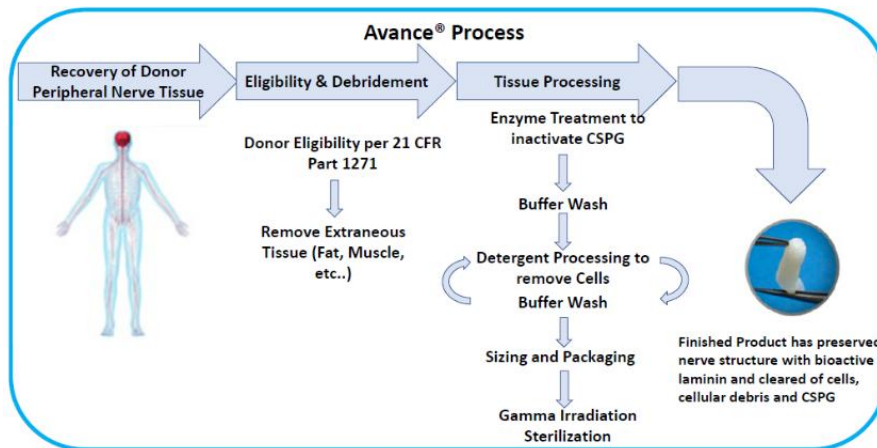 Avance® Process
Recovery of Donor
Peripheral Nerve Tissue
Eligibility & Debridement
Tissue Processing
Donor Eligibility per 21 CFR
Part 1271
Remove Extraneous
Tissue (Fat, Muscle,
etc..)
Enzyme Treatment to
inactivate CSPG
Buffer Wash
Detergent Processing to
remove Cells
Buffer Wash
Sizing and Packaging
Gamma Irradiation
Sterilization
Finished Product has preserved
nerve structure with bioactive
laminin and cleared of cells,
cellular debris and CSPG